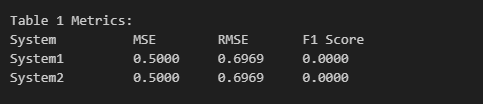 Table 1 Metrics:
System MSE RMSE F1 Score
System1 0.5000 0.6969 0.0000
System2 0.5000 0.6969 0.0000